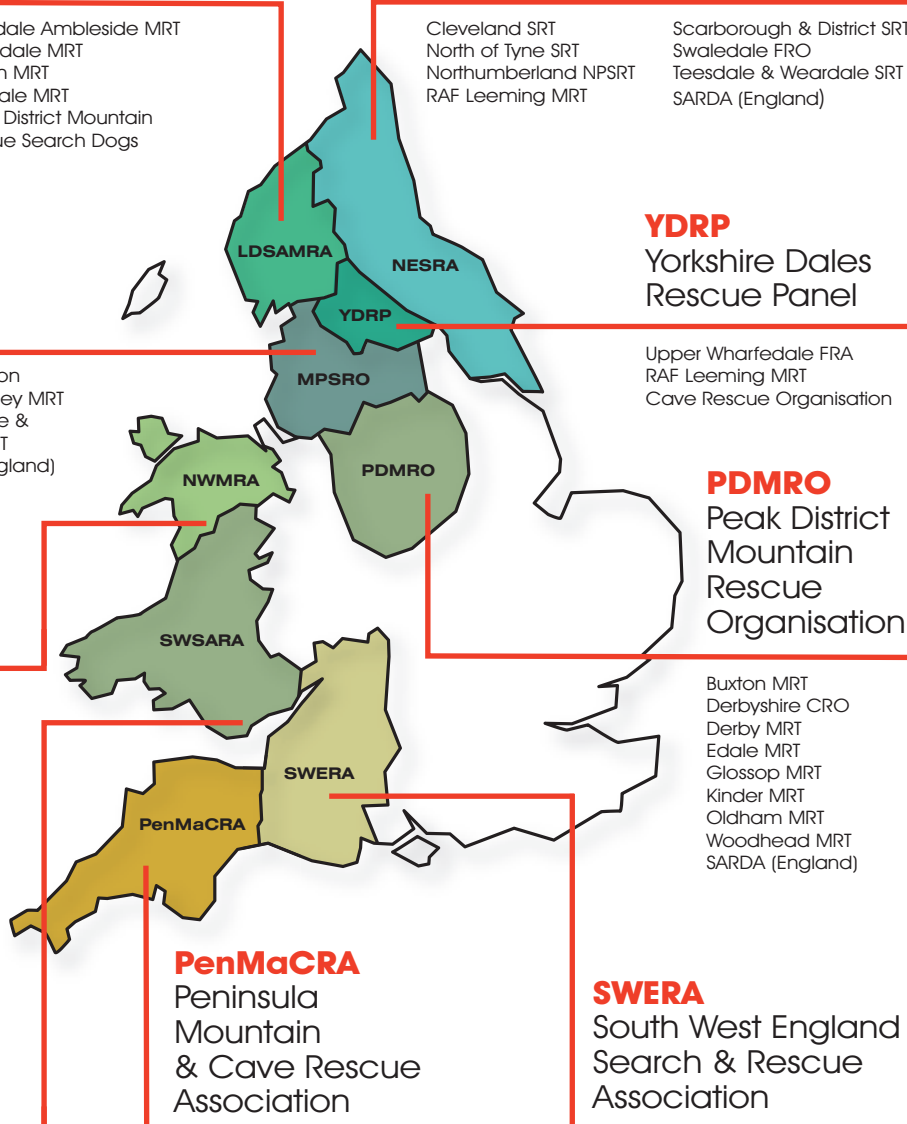 dale Ambleside MRT
dale MRT
MRT
ale MRT
District Mountain
ue Search Dogs
Cleveland SRT
North of Tyne SRT
Northumberland NPSRT
RAF Leeming MRT
Scarborough & District SRT
Swaledale FRO
Teesdale & Weardale SRT
SARDA (England)
LDSAMRA
NESRA
YDRP
MPSRO
PDMRO
NWMRA
SWSARA
SWERA
PenMaCRA
YDRP
Yorkshire Dales
Rescue Panel
Upper Wharfedale FRA
RAF Leeming MRT
Cave Rescue Organisation
on
ey MRT
e &
T
gland)
PDMRO
Peak District
Mountain
Rescue
Organisation
Buxton MRT
Derbyshire CRO
Derby MRT
Edale MRT
Glossop MRT
Kinder MRT
Oldham MRT
Woodhead MRT
SARDA (England)
PenMaCRA
Peninsula
Mountain
& Cave Rescue
Association
SWERA
South West England
Search & Rescue
Association